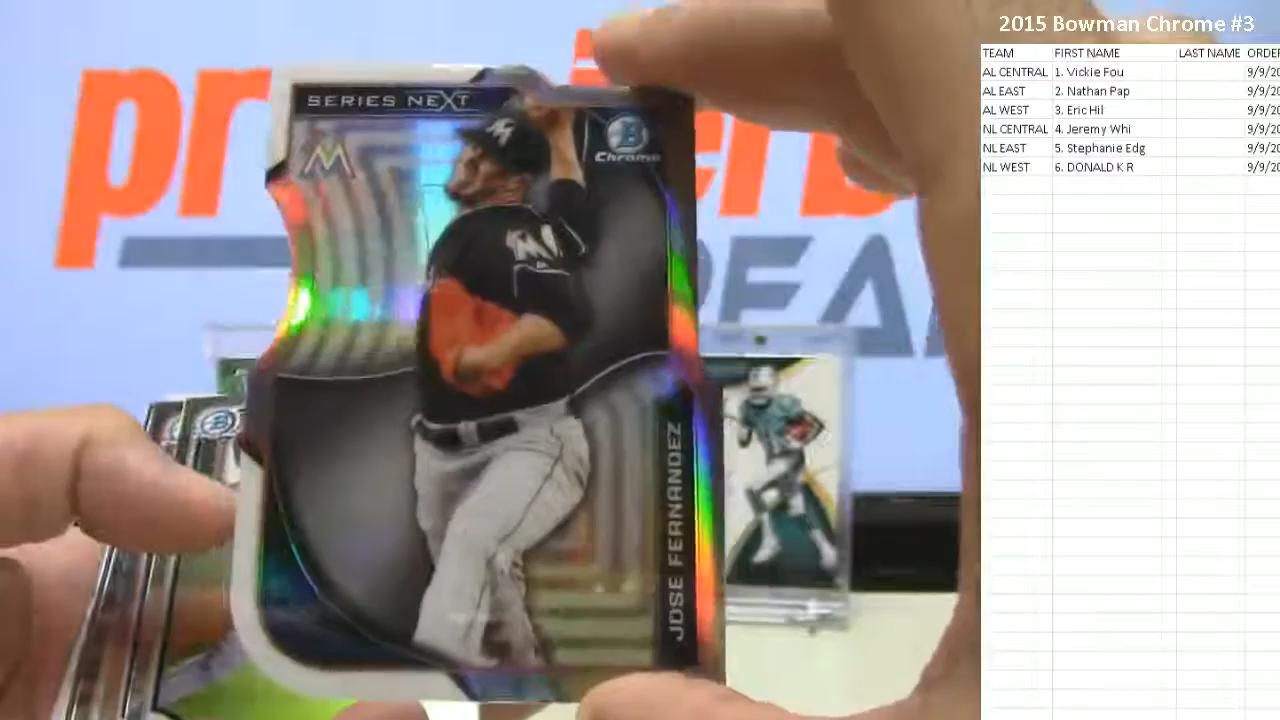 2015 Bowman Chrome #3
TEAM FIRST NAME LAST NAME ORDE
AL CENTRAL 1. Vickie Fou 9/9/20
AL EAST 2. Nathan Pap 9/9/20
AL WEST 3. Eric Hil 9/9/20
NL CENTRAL 4. Jeremy Whi 9/9/20
NL EAST 5. Stephanie Edg 9/9/20
NL WEST 6. DONALD K R 9/9/20
SERIES NEXT
B
Chrome
M
JOSE FERNANDEZ